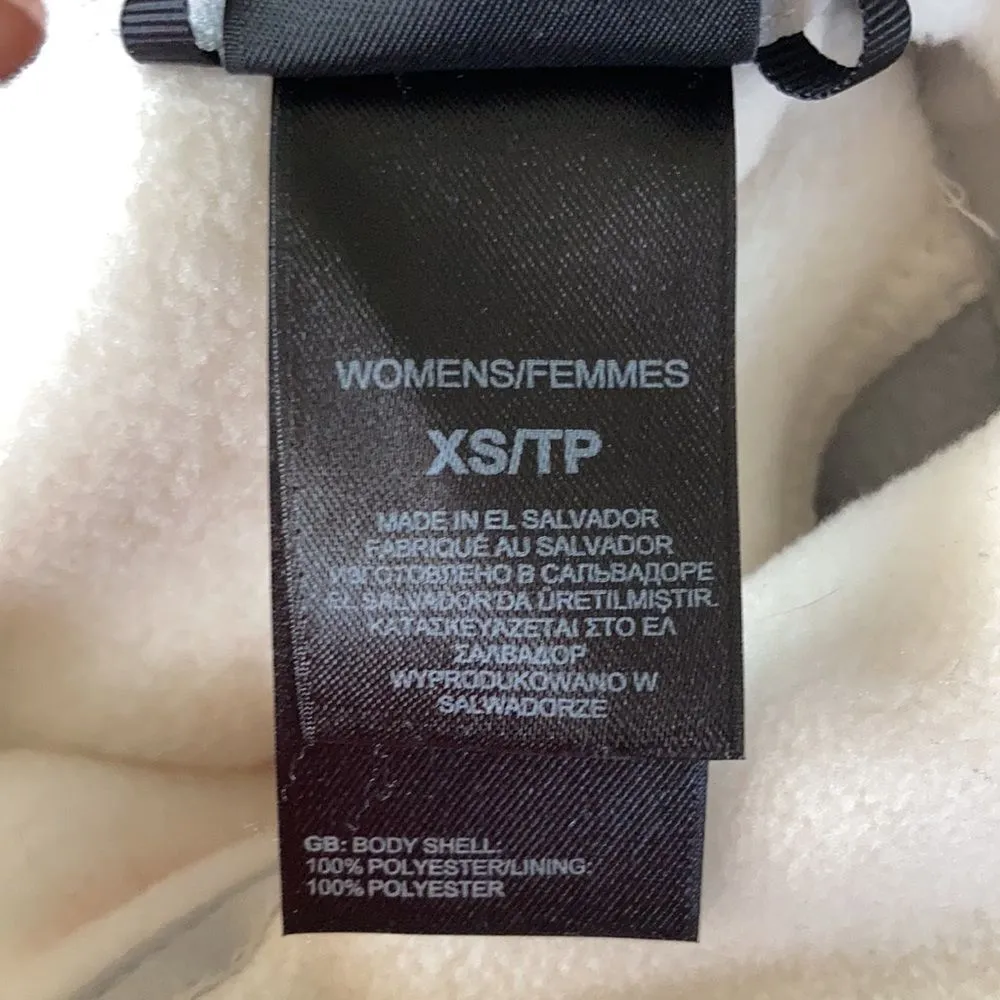 WOMENS/FEMMES
XS/TP
MADE IN EL SALVADOR
FABRIQUÉ AU SALVADOR
ИЗГОТОВЛЕНО В САЛЬВАДОРЕ
EL SALVADOR'DA ÜRETILMIŞTIR.
ΚΑΤΑΣΚΕΥΑΖΕΤΑΙ ΣΤΟ ΕΛ
ΣΑΛΒΑΔΟΡ
WYPRODUKOWANO W
SALWADORZE
GB: BODY SHELL:
100% POLYESTER/LINING:
100% POLYESTER